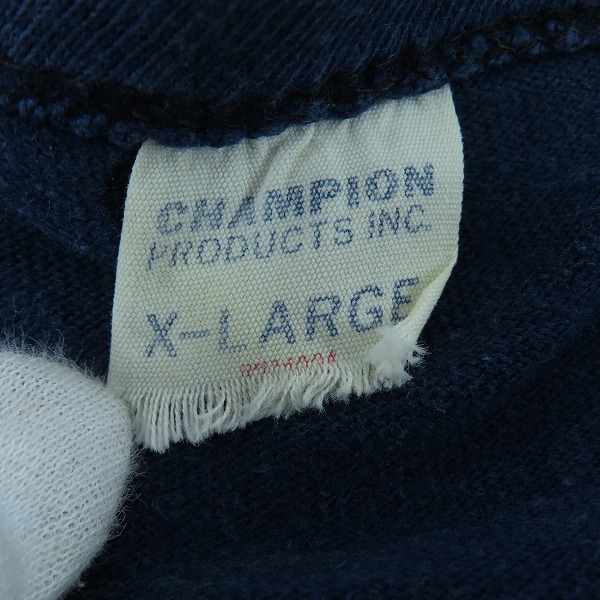 CHAMPION
PRODUCTS INC.
X-LARGE